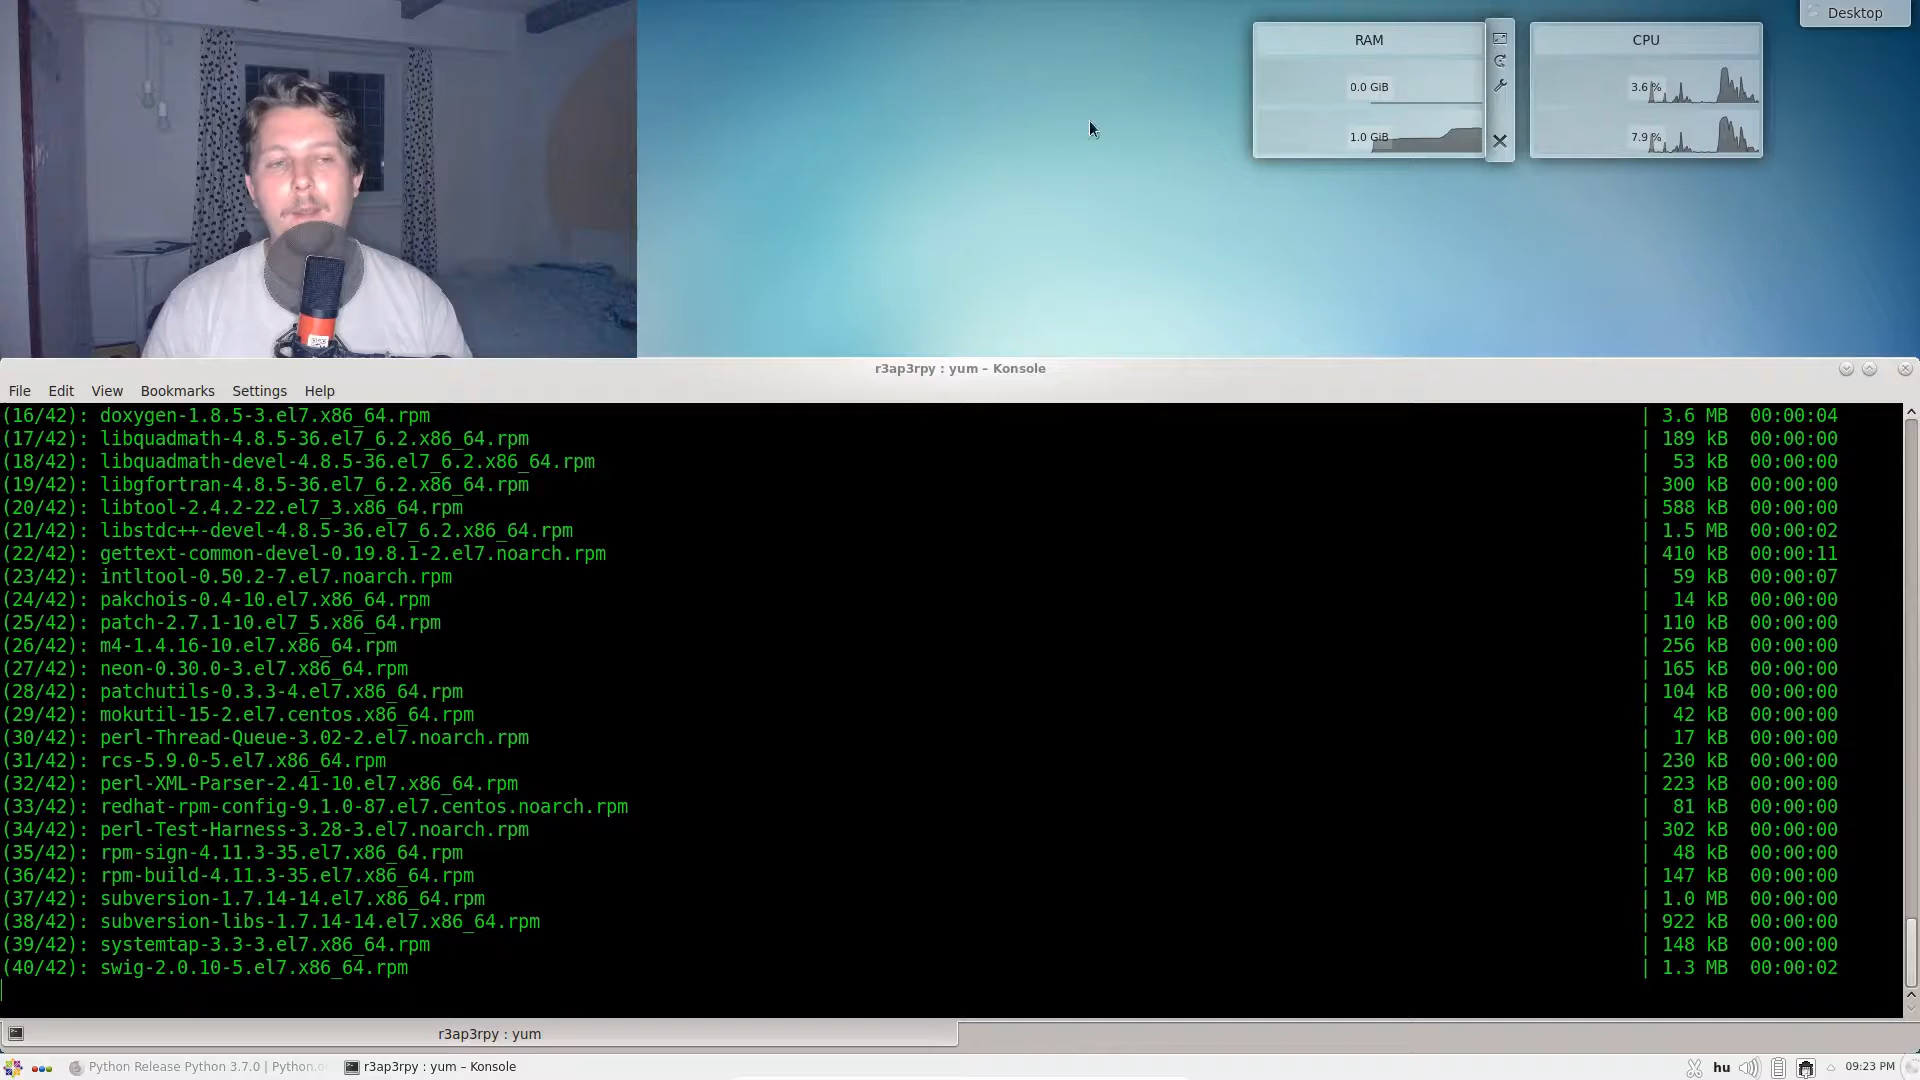 Desktop
RAM
0.0 GiB
1.0 GiB
CPU
3.6 %
7.9 %
r3ap3rpy : yum – Konsole
File Edit View Bookmarks Settings Help
(16/42): doxygen-1.8.5-3.el7.x86_64.rpm | 3.6 MB 00:00:04
(17/42): libquadmath-4.8.5-36.el7_6.2.x86_64.rpm | 189 kB 00:00:00
(18/42): libquadmath-devel-4.8.5-36.el7_6.2.x86_64.rpm | 53 kB 00:00:00
(19/42): libgfortran-4.8.5-36.el7_6.2.x86_64.rpm | 300 kB 00:00:00
(20/42): libtool-2.4.2-22.el7_3.x86_64.rpm | 588 kB 00:00:00
(21/42): libstdc++-devel-4.8.5-36.el7_6.2.x86_64.rpm | 1.5 MB 00:00:02
(22/42): gettext-common-devel-0.19.8.1-2.el7.noarch.rpm | 410 kB 00:00:11
(23/42): intltool-0.50.2-7.el7.noarch.rpm | 59 kB 00:00:07
(24/42): pakchois-0.4-10.el7.x86_64.rpm | 14 kB 00:00:00
(25/42): patch-2.7.1-10.el7_5.x86_64.rpm | 110 kB 00:00:00
(26/42): m4-1.4.16-10.el7.x86_64.rpm | 256 kB 00:00:00
(27/42): neon-0.30.0-3.el7.x86_64.rpm | 165 kB 00:00:00
(28/42): patchutils-0.3.3-4.el7.x86_64.rpm | 104 kB 00:00:00
(29/42): mokutil-15-2.el7.centos.x86_64.rpm | 42 kB 00:00:00
(30/42): perl-Thread-Queue-3.02-2.el7.noarch.rpm | 17 kB 00:00:00
(31/42): rcs-5.9.0-5.el7.x86_64.rpm | 230 kB 00:00:00
(32/42): perl-XML-Parser-2.41-10.el7.x86_64.rpm | 223 kB 00:00:00
(33/42): redhat-rpm-config-9.1.0-87.el7.centos.noarch.rpm | 81 kB 00:00:00
(34/42): perl-Test-Harness-3.28-3.el7.noarch.rpm | 302 kB 00:00:00
(35/42): rpm-sign-4.11.3-35.el7.x86_64.rpm | 48 kB 00:00:00
(36/42): rpm-build-4.11.3-35.el7.x86_64.rpm | 147 kB 00:00:00
(37/42): subversion-1.7.14-14.el7.x86_64.rpm | 1.0 MB 00:00:00
(38/42): subversion-libs-1.7.14-14.el7.x86_64.rpm | 922 kB 00:00:00
(39/42): systemtap-3.3-3.el7.x86_64.rpm | 148 kB 00:00:00
(40/42): swig-2.0.10-5.el7.x86_64.rpm | 1.3 MB 00:00:02
r3ap3rpy : yum
Python Release Python 3.7.0 | Python.o
r3ap3rpy : yum – Konsole
hu
09:23 PM